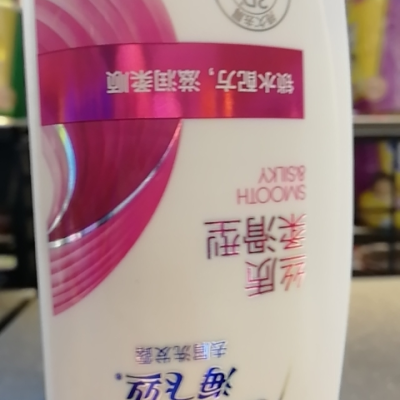 海飞丝
去屑洗发露
丝质
柔滑型
SMOOTH
&SILKY
锁水配方，滋润柔顺